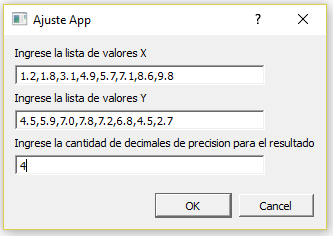 Ajuste App
Ingrese la lista de valores X
1.2,1.8,3.1,4.9,5.7,7.1,8.6,9.8
Ingrese la lista de valores Y
4.5,5.9,7.0,7.8,7.2,6.8,4.5,2.7
Ingrese la cantidad de decimales de precision para el resultado
4
OK Cancel